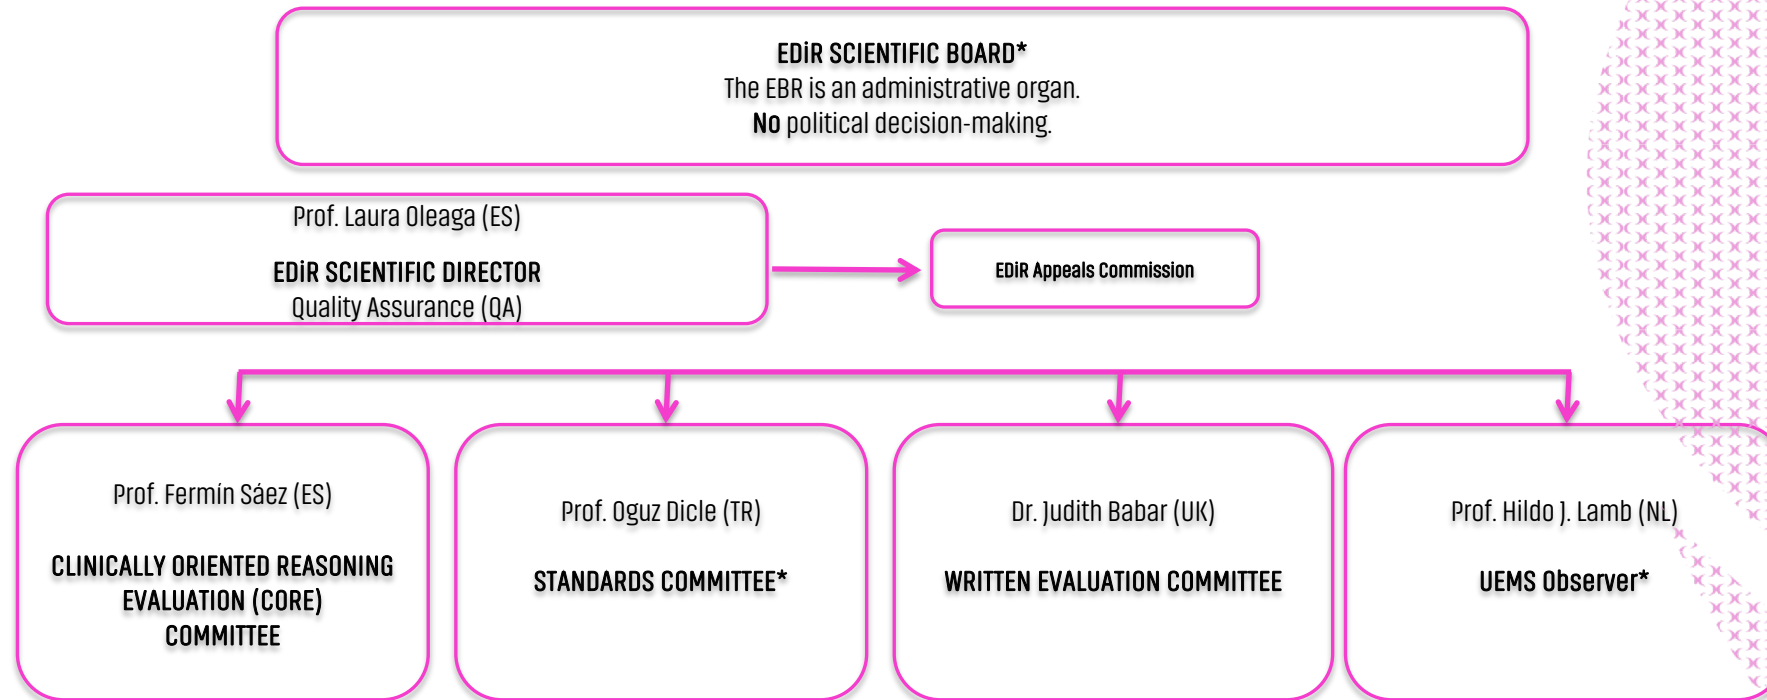 EDiR SCIENTIFIC BOARD*
The EBR is an administrative organ.
No political decision-making.
Prof. Laura Oleaga (ES)
EDiR SCIENTIFIC DIRECTOR
Quality Assurance (QA)
EDiR Appeals Commission
Prof. Fermín Sáez (ES)
CLINICALLY ORIENTED REASONING
EVALUATION (CORE)
COMMITTEE
Prof. Oguz Dicle (TR)
STANDARDS COMMITTEE*
Dr. Judith Babar (UK)
WRITTEN EVALUATION COMMITTEE
Prof. Hildo J. Lamb (NL)
UEMS Observer*